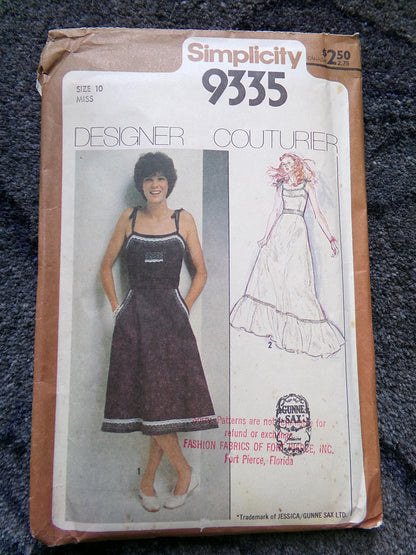 Simplicity
9335
$2.50
2.75
SIZE 10
MISS
DESIGNER COUTURIER
2
GUNNE
SAX
Patterns are not for
refund or
FASHION FABRICS OF FORT PIERCE, INC.
Fort Pierce, Florida
1
*Trademark of JESSICA/GUNNE SAX LTD.